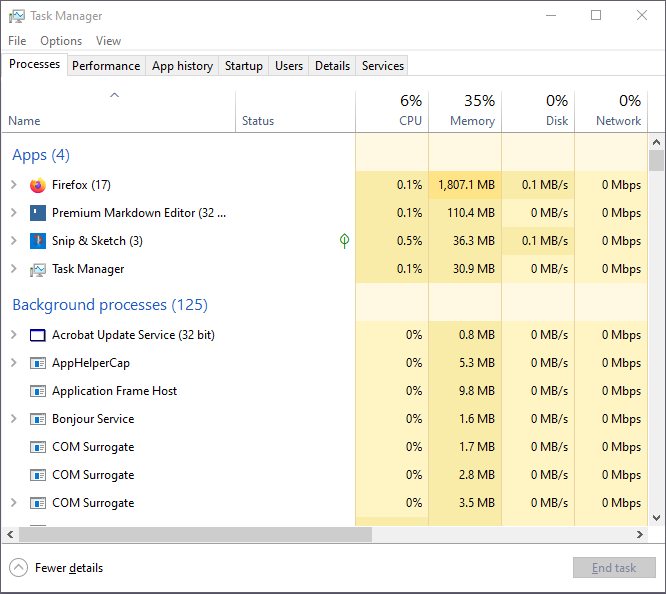 Task Manager
File Options View
Processes Performance App history Startup Users Details Services
6% 35% 0% 0%
Name Status CPU Memory Disk Network
Apps (4)
Firefox (17) 0.1% 1,807.1 MB 0.1 MB/s 0 Mbps
Premium Markdown Editor (32 ... 0.1% 110.4 MB 0 MB/s 0 Mbps
Snip & Sketch (3) 0.5% 36.3 MB 0.1 MB/s 0 Mbps
Task Manager 0.1% 30.9 MB 0 MB/s 0 Mbps
Background processes (125)
Acrobat Update Service (32 bit) 0% 0.8 MB 0 MB/s 0 Mbps
AppHelperCap 0% 5.3 MB 0 MB/s 0 Mbps
Application Frame Host 0% 9.8 MB 0 MB/s 0 Mbps
Bonjour Service 0% 1.6 MB 0 MB/s 0 Mbps
COM Surrogate 0% 1.7 MB 0 MB/s 0 Mbps
COM Surrogate 0% 2.8 MB 0 MB/s 0 Mbps
COM Surrogate 0% 3.5 MB 0 MB/s 0 Mbps
Fewer details End task